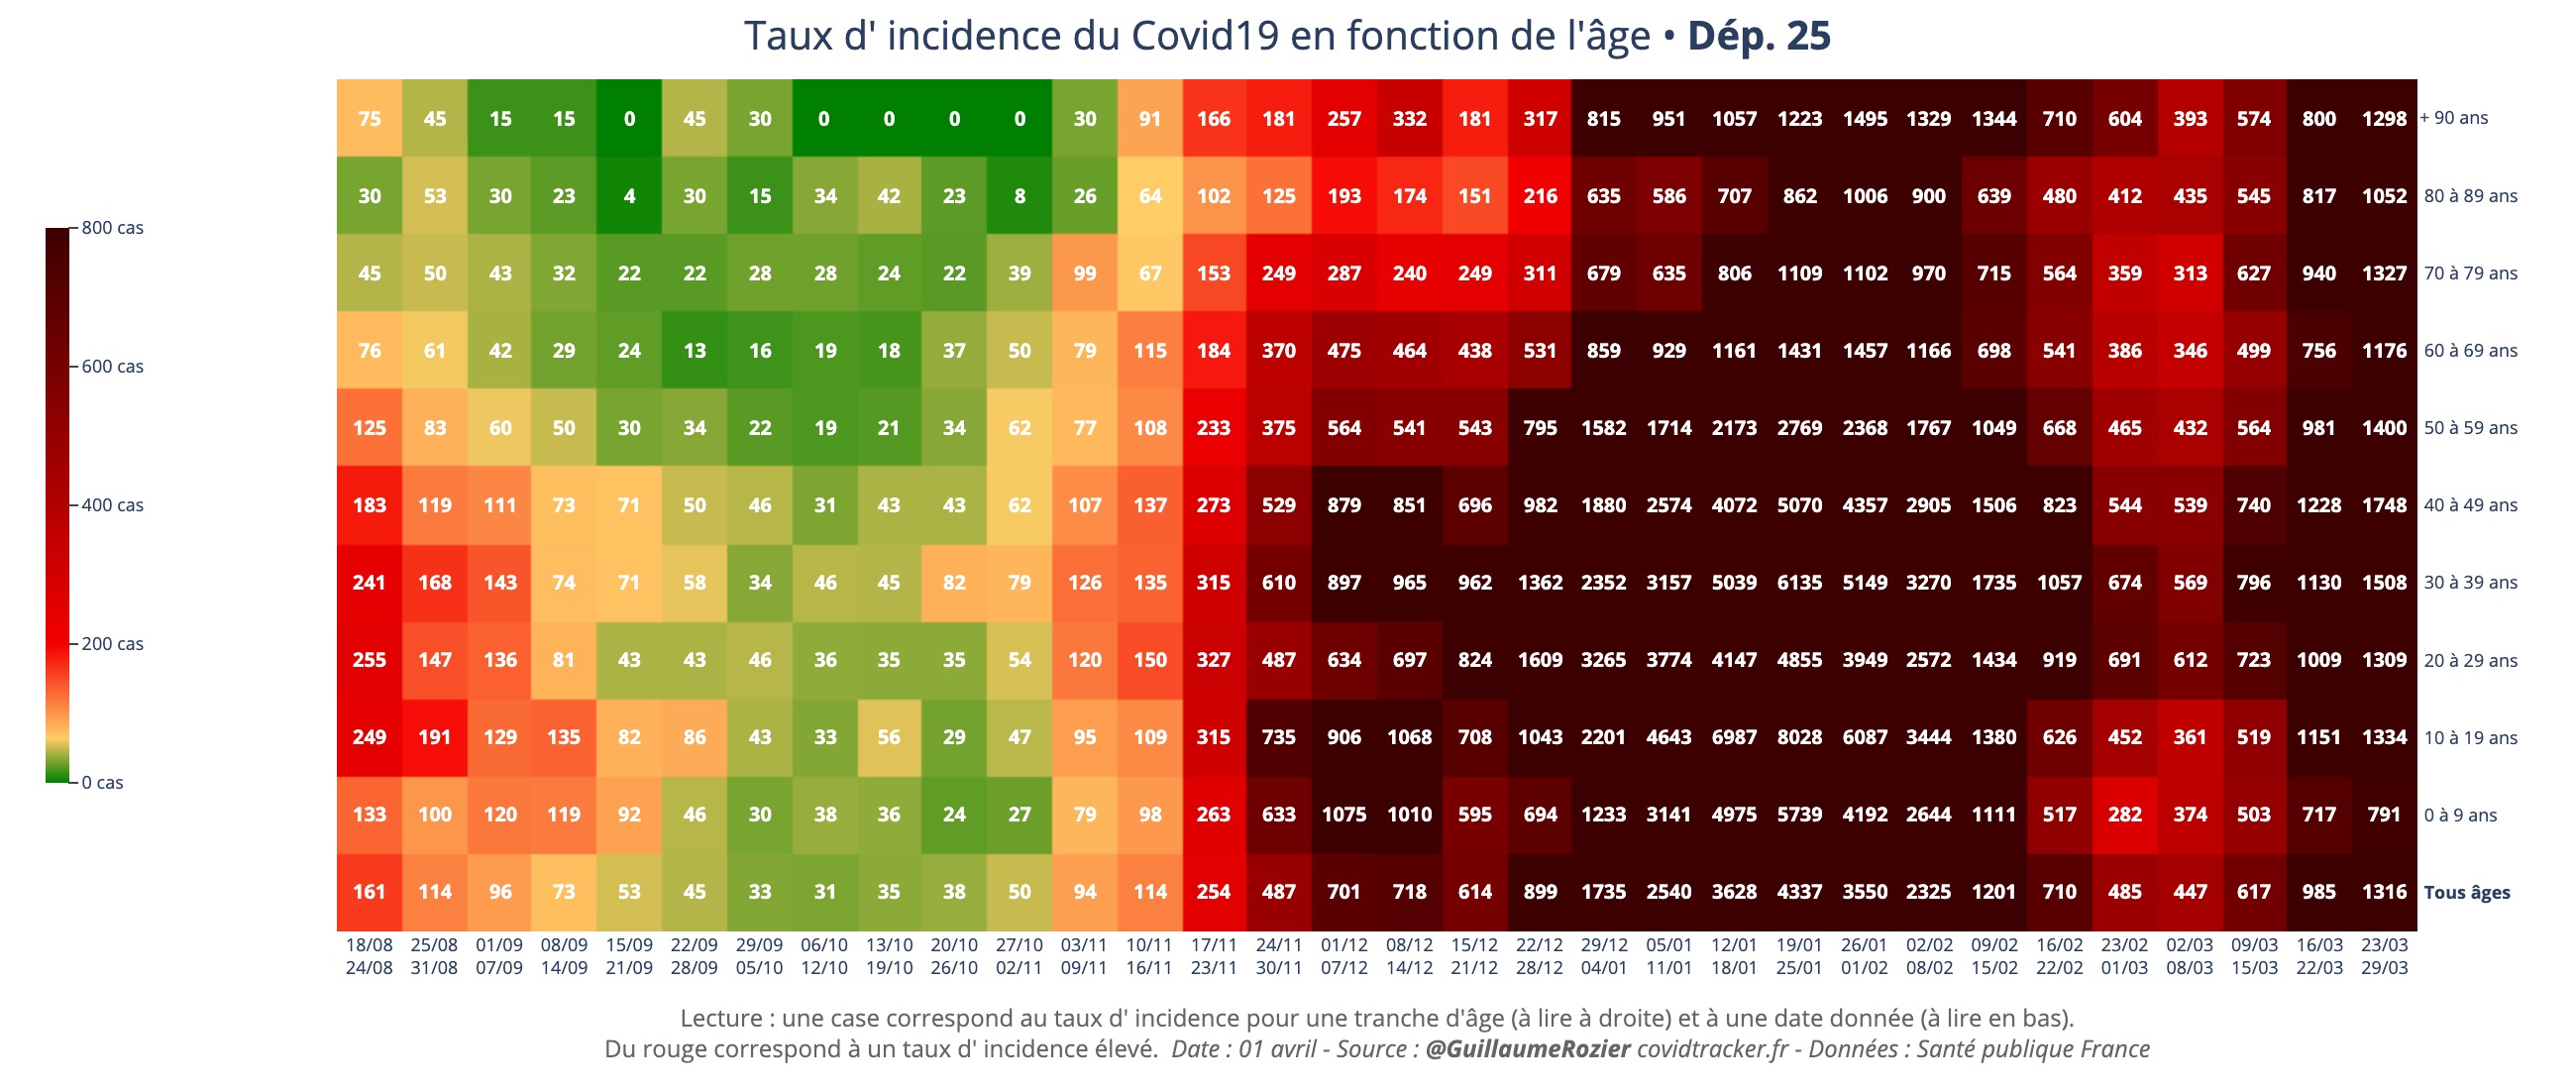 Taux d' incidence du Covid19 en fonction de l'âge • Dép. 25
800 cas
600 cas
400 cas
200 cas
0 cas
75 45 15 15 0 45 30 0 0 0 0 30 91 166 181 257 332 181 317 815 951 1057 1223 1495 1329 1344 710 604 393 574 800 1298 + 90 ans
30 53 30 23 4 30 15 34 42 23 8 26 64 102 125 193 174 151 216 635 586 707 862 1006 900 639 480 412 435 545 817 1052 80 à 89 ans
45 50 43 32 22 22 28 28 24 22 39 99 67 153 249 287 240 249 311 679 635 806 1109 1102 970 715 564 359 313 627 940 1327 70 à 79 ans
76 61 42 29 24 13 16 19 18 37 50 79 115 184 370 475 464 438 531 859 929 1161 1431 1457 1166 698 541 386 346 499 756 1176 60 à 69 ans
125 83 60 50 30 34 22 19 21 34 62 77 108 233 375 564 541 543 795 1582 1714 2173 2769 2368 1767 1049 668 465 432 564 981 1400 50 à 59 ans
183 119 111 73 71 50 46 31 43 43 62 107 137 273 529 879 851 696 982 1880 2574 4072 5070 4357 2905 1506 823 544 539 740 1228 1748 40 à 49 ans
241 168 143 74 71 58 34 46 45 82 79 126 135 315 610 897 965 962 1362 2352 3157 5039 6135 5149 3270 1735 1057 674 569 796 1130 1508 30 à 39 ans
255 147 136 81 43 43 46 36 35 35 54 120 150 327 487 634 697 824 1609 3265 3774 4147 4855 3949 2572 1434 919 691 612 723 1009 1309 20 à 29 ans
249 191 129 135 82 86 43 33 56 29 47 95 109 315 735 906 1068 708 1043 2201 4643 6987 8028 6087 3444 1380 626 452 361 519 1151 1334 10 à 19 ans
133 100 120 119 92 46 30 38 36 24 27 79 98 263 633 1075 1010 595 694 1233 3141 4975 5739 4192 2644 1111 517 282 374 503 717 791 0 à 9 ans
161 114 96 73 53 45 33 31 35 38 50 94 114 254 487 701 718 614 899 1735 2540 3628 4337 3550 2325 1201 710 485 447 617 985 1316 Tous âges
18/08 25/08 01/09 08/09 15/09 22/09 29/09 06/10 13/10 20/10 27/10 03/11 10/11 17/11 24/11 01/12 08/12 15/12 22/12 29/12 05/01 12/01 19/01 26/01 02/02 09/02 16/02 23/02 02/03 09/03 16/03 23/03
24/08 31/08 07/09 14/09 21/09 28/09 05/10 12/10 19/10 26/10 02/11 09/11 16/11 23/11 30/11 07/12 14/12 21/12 28/12 04/01 11/01 18/01 25/01 01/02 08/02 15/02 22/02 01/03 08/03 15/03 22/03 29/03
Lecture : une case correspond au taux d' incidence pour une tranche d'âge (à lire à droite) et à une date donnée (à lire en bas).
Du rouge correspond à un taux d' incidence élevé. Date : 01 avril - Source : @GuillaumeRozier covidtracker.fr - Données : Santé publique France